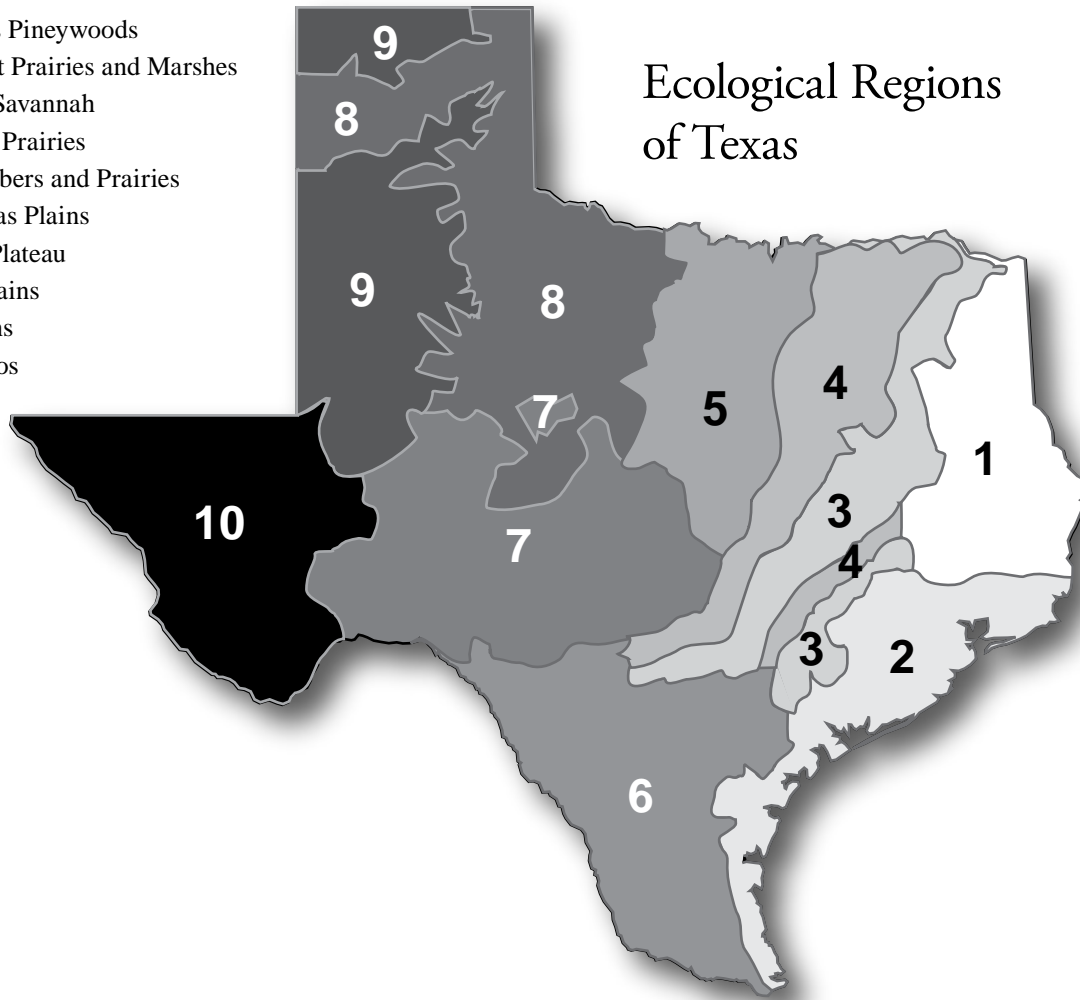 Pineywoods
t Prairies and Marshes
Savannah
Prairies
bers and Prairies
as Plains
Plateau
ains
ns
os
Ecological Regions
of Texas
9
8
9
8
7
5
4
1
3
10
7
4
3
2
6